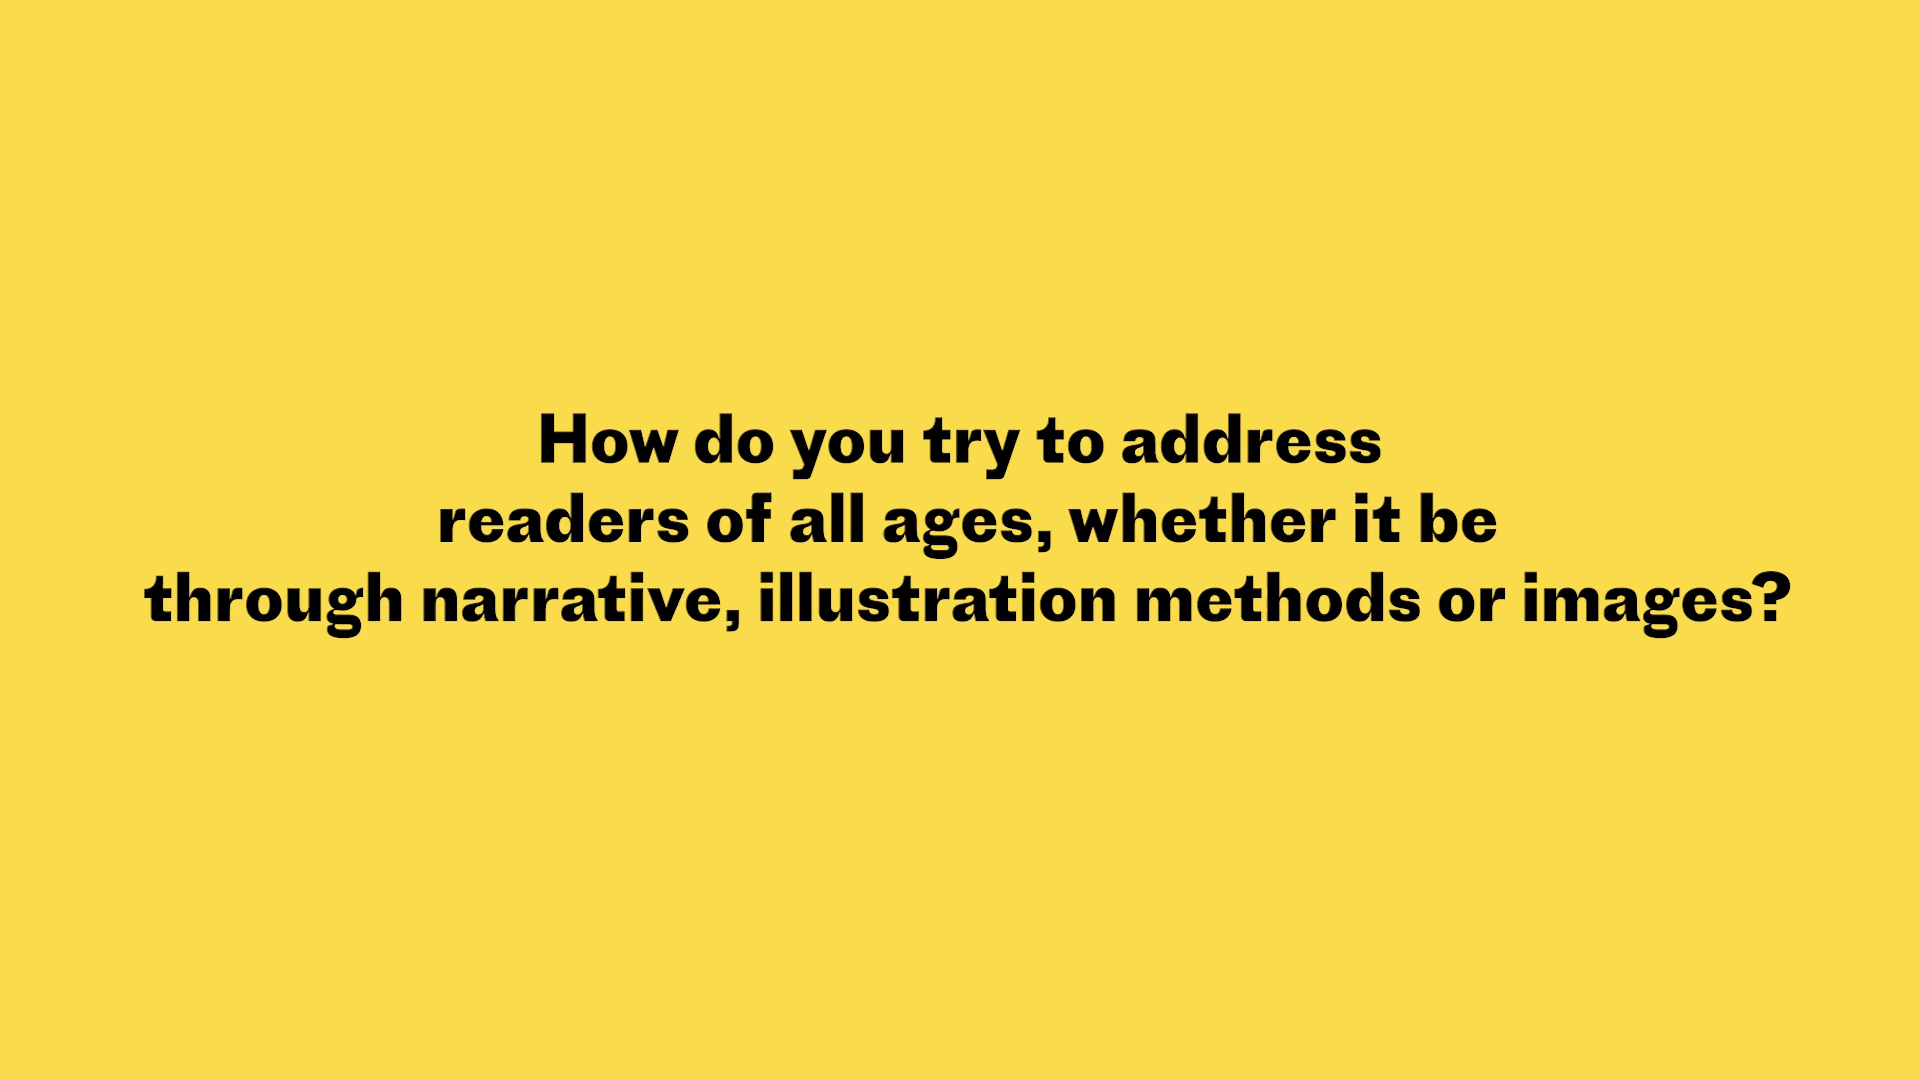 How do you try to address
readers of all ages, whether it be
through narrative, illustration methods or images?